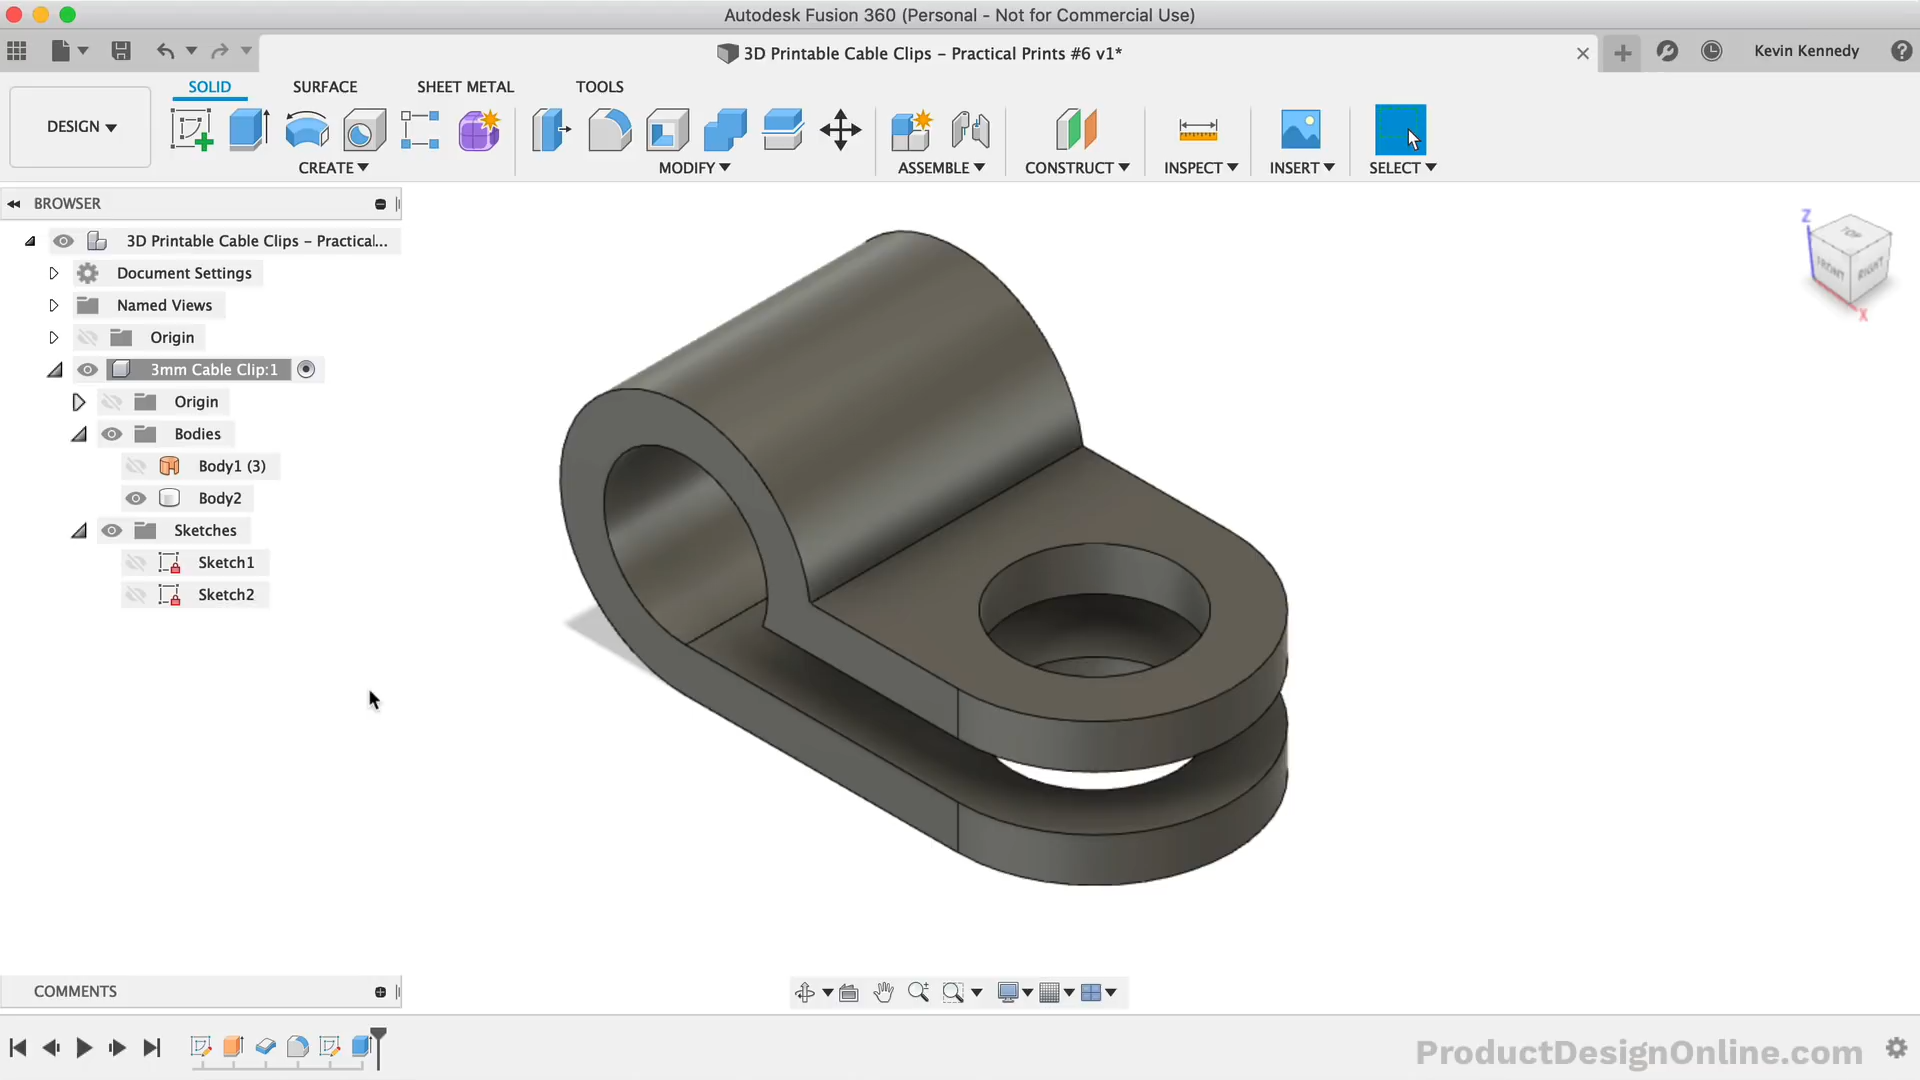 Autodesk Fusion 360 (Personal - Not for Commercial Use)
3D Printable Cable Clips – Practical Prints #6 v1*
Kevin Kennedy
SOLID
SURFACE
SHEET METAL
TOOLS
DESIGN
CREATE
MODIFY
ASSEMBLE
CONSTRUCT
INSPECT
INSERT
SELECT
BROWSER
3D Printable Cable Clips – Practical...
Document Settings
Named Views
Origin
3mm Cable Clip:1
Origin
Bodies
Body1 (3)
Body2
Sketches
Sketch1
Sketch2
Z
TOP
FRONT
RIGHT
X
COMMENTS
ProductDesignOnline.com